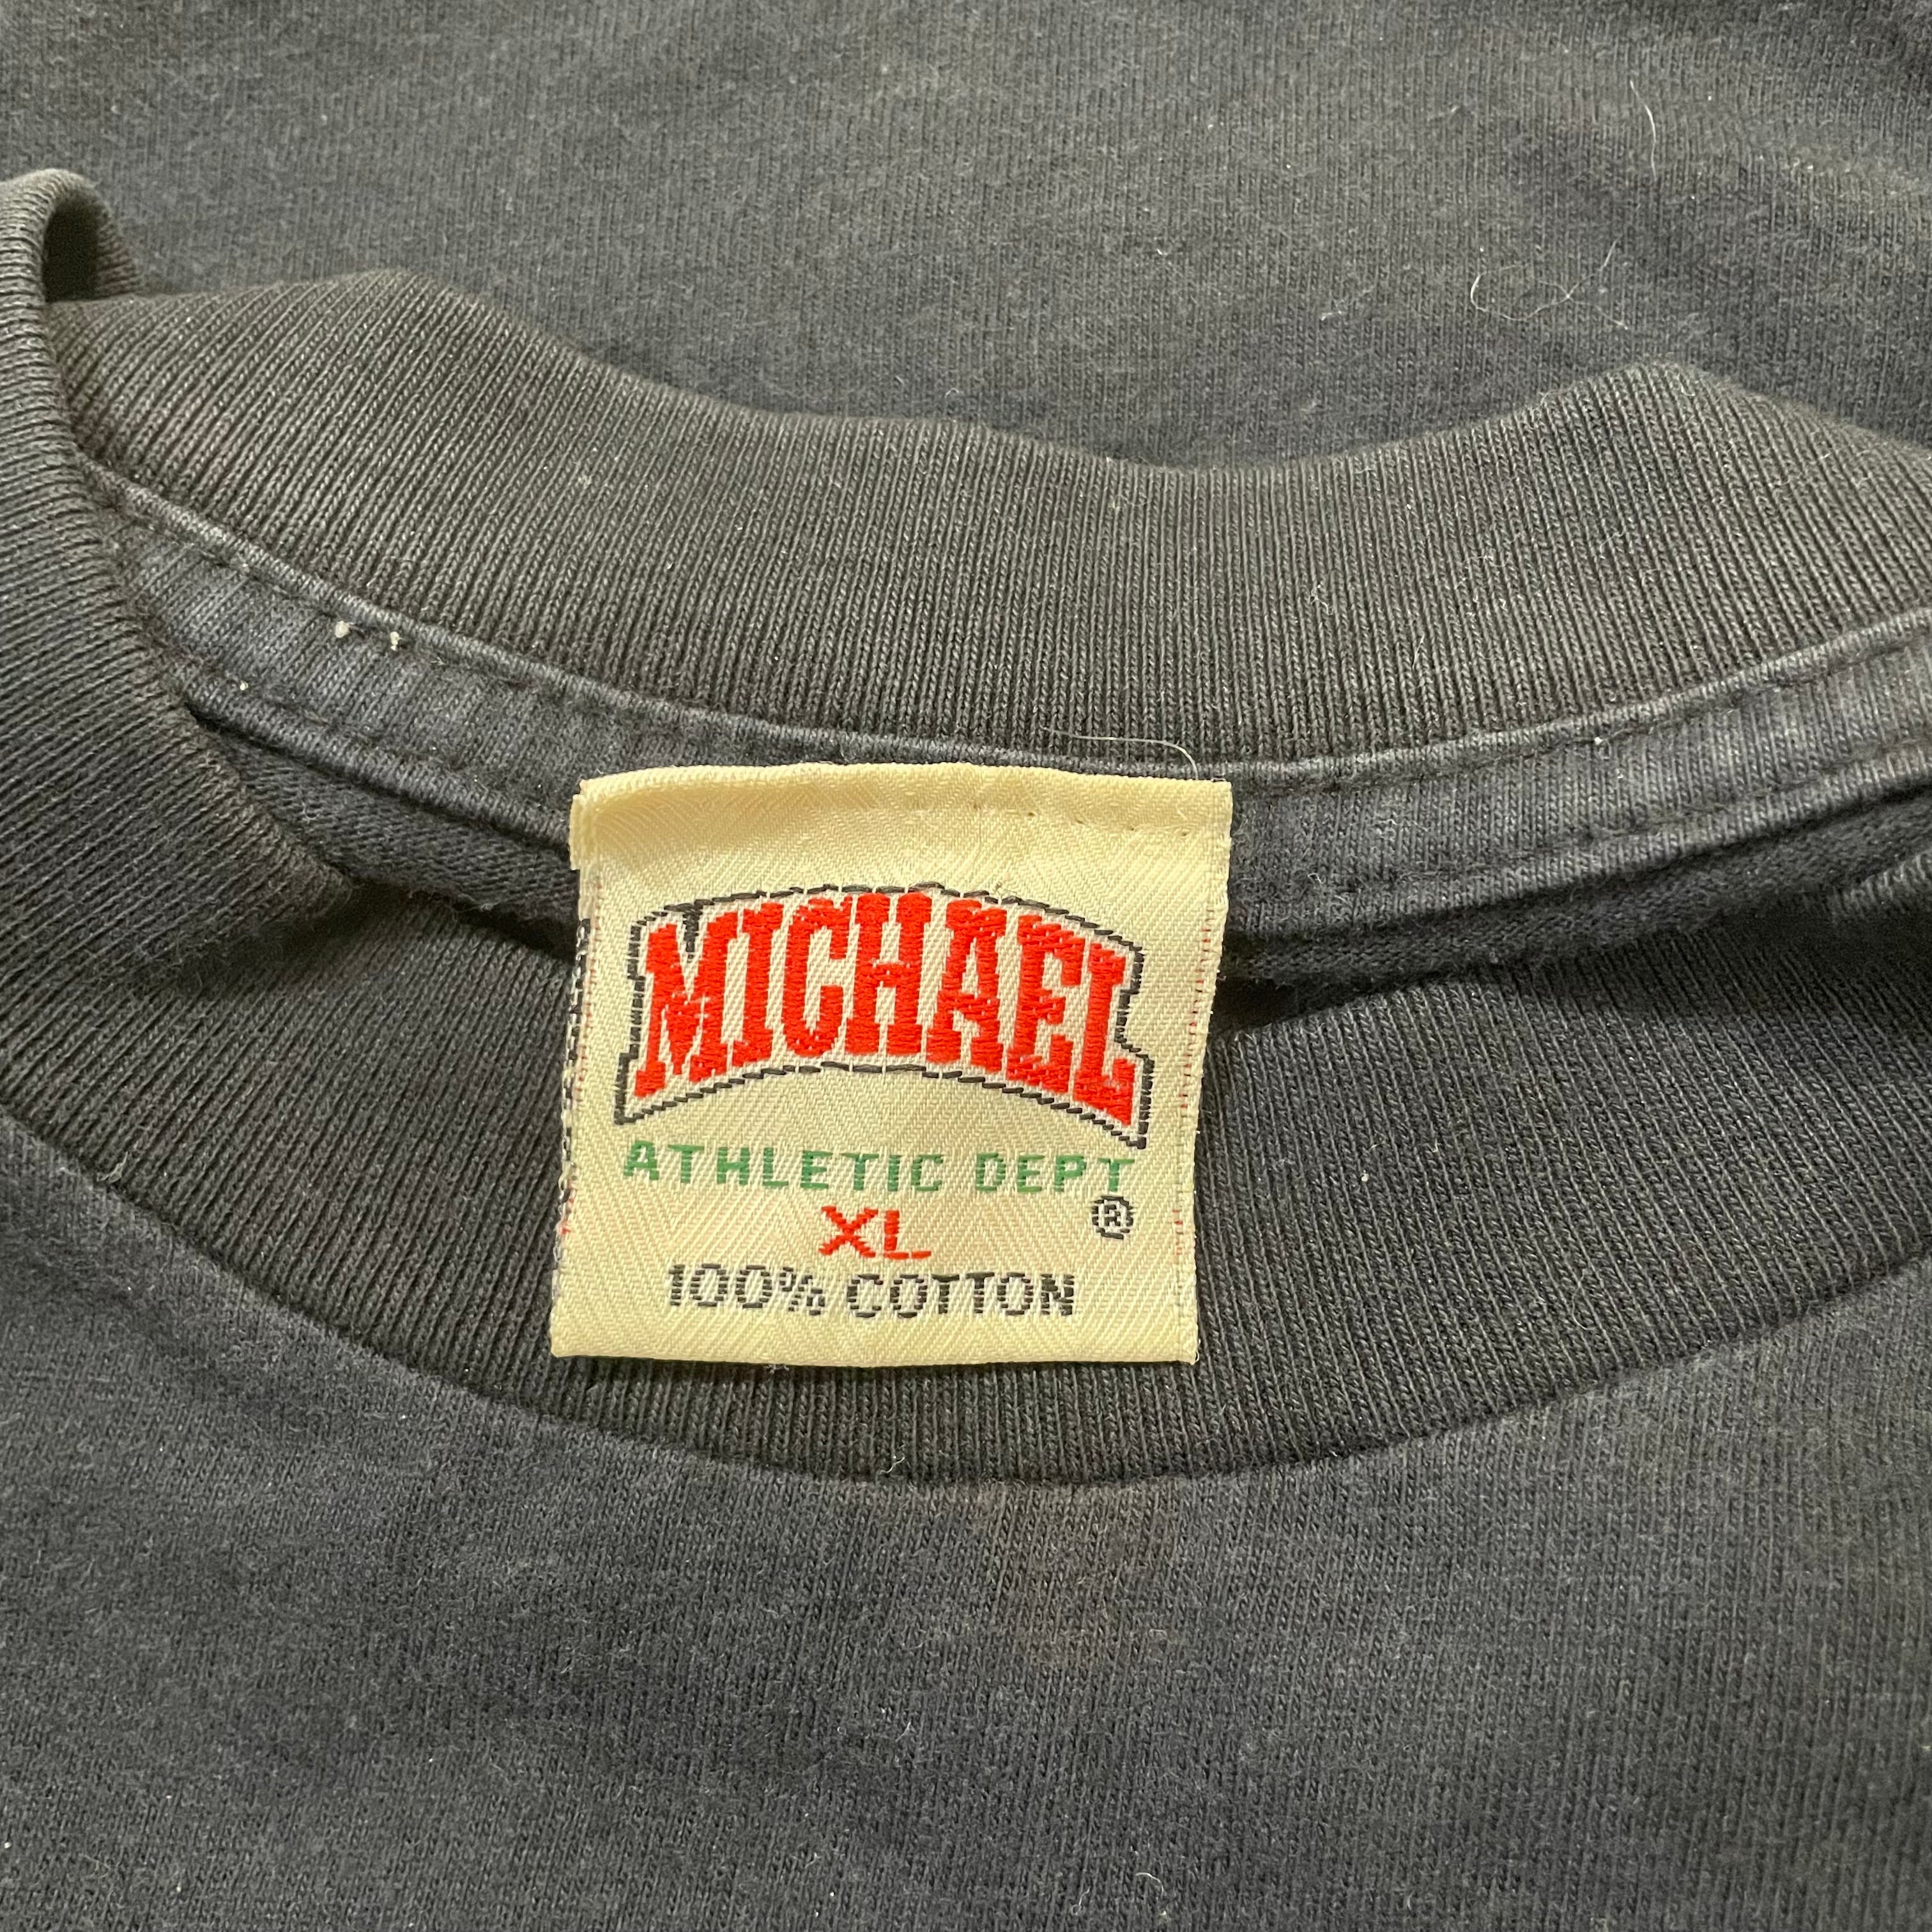 MICHAEL
ATHLETIC DEPT
®
XL
100% COTTON